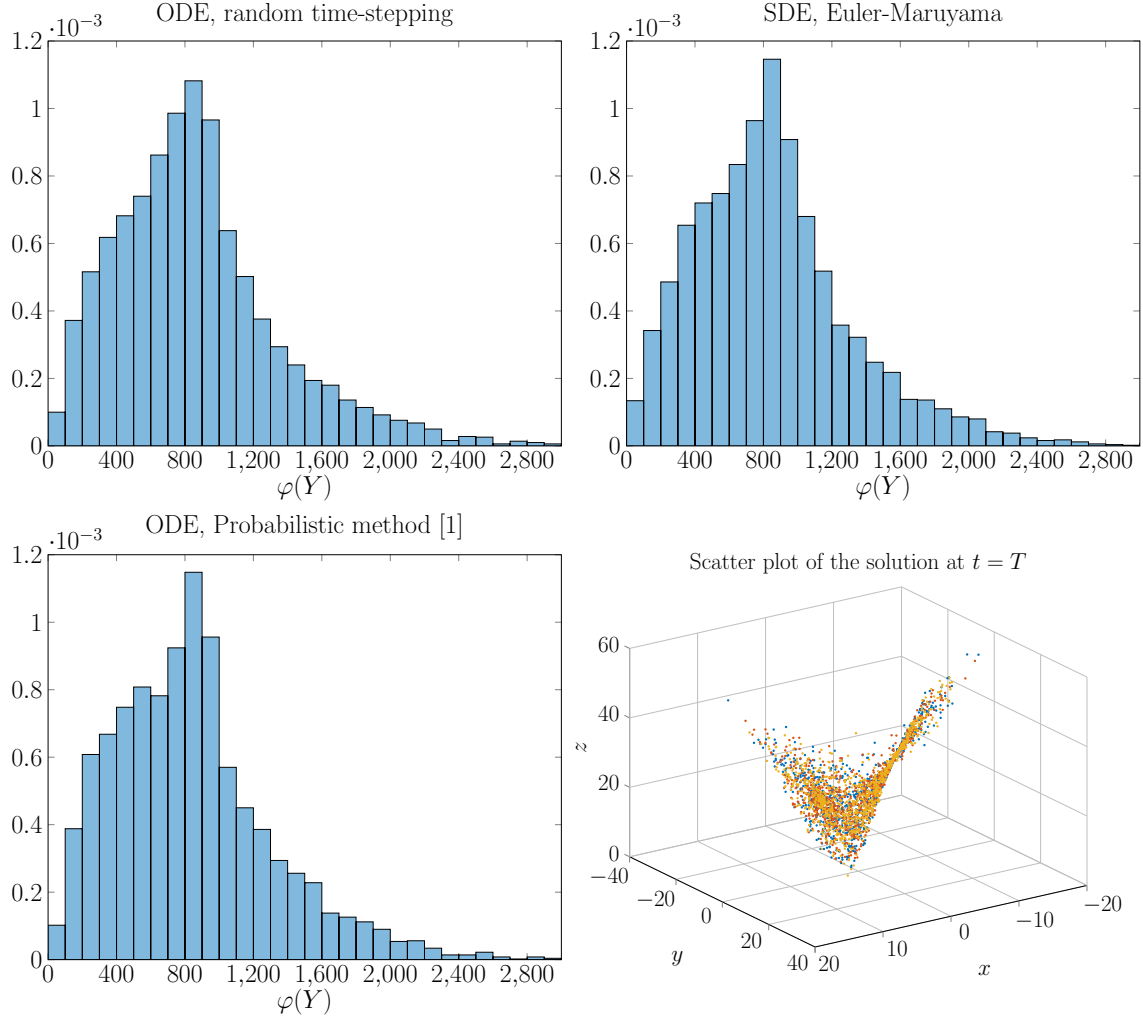 ODE, random time-stepping
·10⁻³
1.2
1
0.8
0.6
0.4
0.2
0
0 400 800 1,200 1,600 2,000 2,400 2,800
φ(Y)
SDE, Euler-Maruyama
·10⁻³
1.2
1
0.8
0.6
0.4
0.2
0
0 400 800 1,200 1,600 2,000 2,400 2,800
φ(Y)
ODE, Probabilistic method [1]
·10⁻³
1.2
1
0.8
0.6
0.4
0.2
0
0 400 800 1,200 1,600 2,000 2,400 2,800
φ(Y)
Scatter plot of the solution at t = T
60
40
20
0
z
−40
−20
0
20
40
y
20
10
0
−10
−20
x